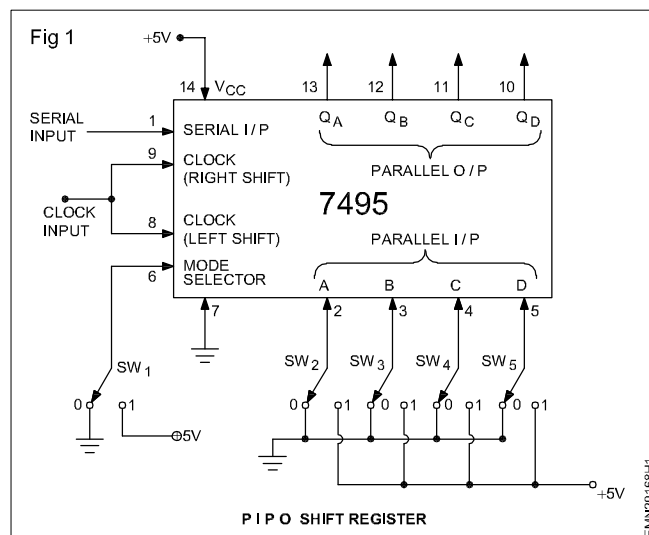 Fig 1
+5V
14 VCC
13 12 11 10
SERIAL INPUT
1 SERIAL I / P
QA QB QC QD
9 CLOCK (RIGHT SHIFT)
PARALLEL O / P
7495
CLOCK INPUT
8 CLOCK (LEFT SHIFT)
PARALLEL I / P
6 MODE SELECTOR
A B C D
7 2 3 4 5
SW1 SW2 SW3 SW4 SW5
0 1 0 1 0 1 0 1 0 1
+5V
+5V
P I P O SHIFT REGISTER
EMN29168H1